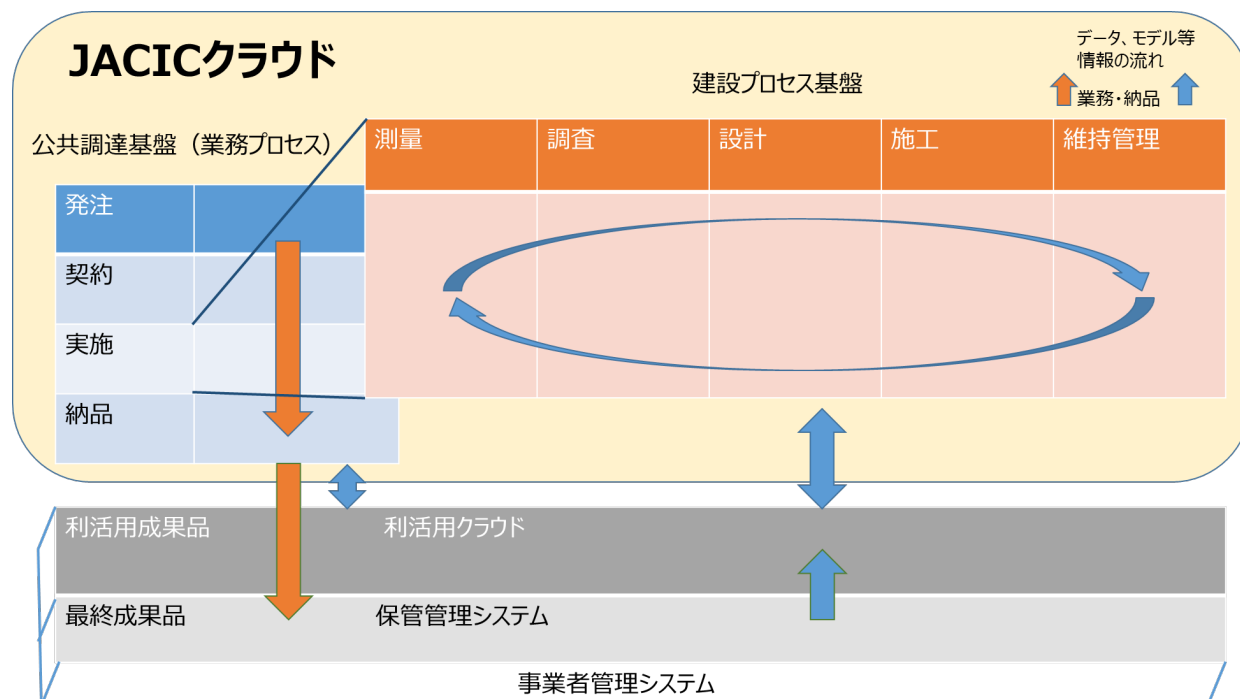 JACICクラウド
データ、モデル等
情報の流れ
業務・納品
建設プロセス基盤
公共調達基盤（業務プロセス）
測量
調査
設計
施工
維持管理
発注
契約
実施
納品
利活用成果品
利活用クラウド
最終成果品
保管管理システム
事業者管理システム